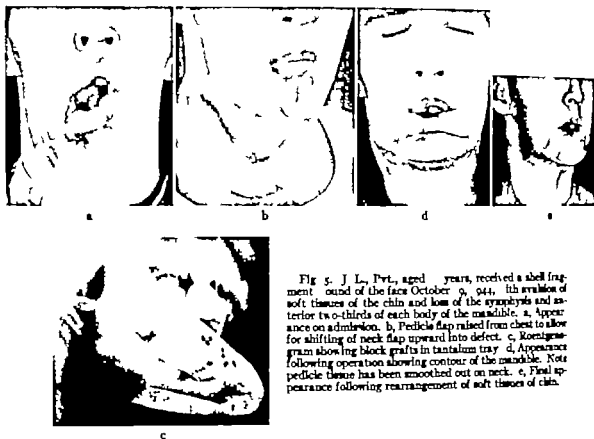 a
b
d
e
c
Fig 5. J L., Pvt., aged years, received a shell frag-
ment ound of the face October 9, 944, ith avulsion of
soft tissues of the chin and loss of the symphysis and an-
terior two-thirds of each body of the mandible. a, Appear
ance on admission. b, Pedicle flap raised from chest to allow
for shifting of neck flap upward into defect. c, Roentgeno-
gram showing block grafts in tantalum tray d, Appearance
following operation showing contour of the mandible. Note
pedicle tissue has been smoothed out on neck. e, Final ap-
pearance following rearrangement of soft tissues of chin.